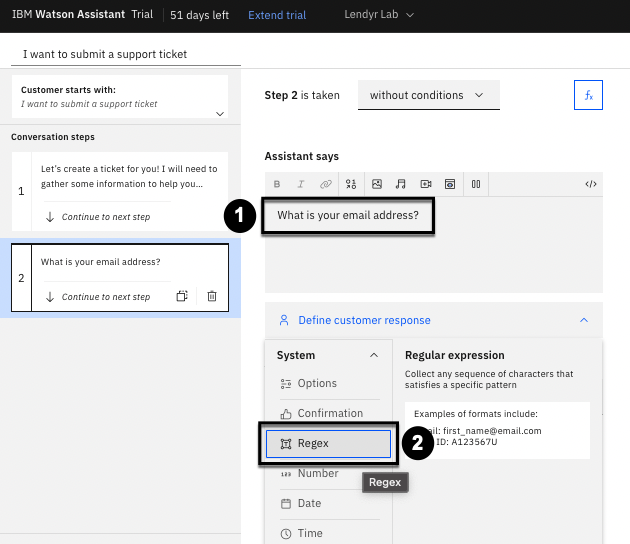 IBM Watson Assistant Trial 51 days left Extend trial Lendyr Lab
I want to submit a support ticket
Customer starts with:
I want to submit a support ticket
Conversation steps
1
Let's create a ticket for you! I will need to
gather some information to help you...
Continue to next step
2
What is your email address?
Continue to next step
Step 2 is taken
without conditions
fx
Assistant says
B I
1
What is your email address?
Define customer response
System
Options
Confirmation
Regex
2
Number
Regex
Date
Time
Regular expression
Collect any sequence of characters that
satisfies a specific pattern
Examples of formats include:
il: first_name@email.com
ID: A123567U